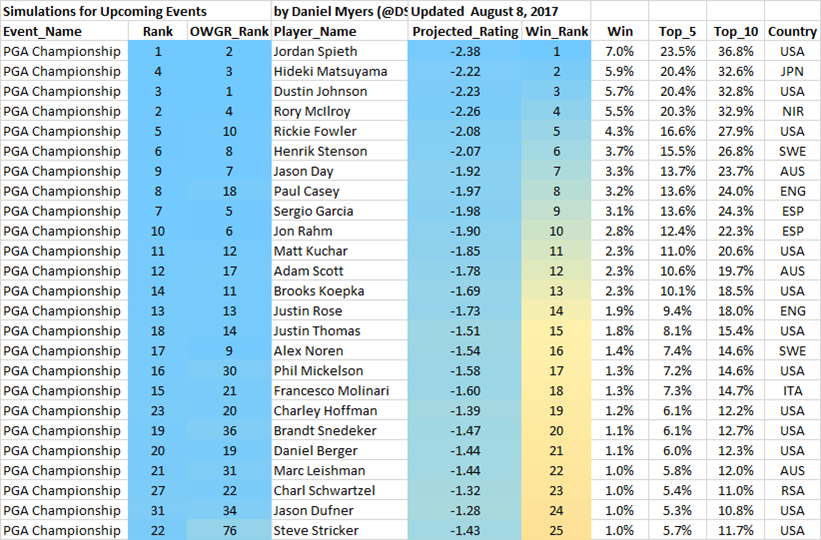 Simulations for Upcoming Events by Daniel Myers (@DS Updated August 8, 2017
Event_Name Rank OWGR_Rank Player_Name Projected_Rating Win_Rank Win Top_5 Top_10 Country
PGA Championship 1 2 Jordan Spieth -2.38 1 7.0% 23.5% 36.8% USA
PGA Championship 4 3 Hideki Matsuyama -2.22 2 5.9% 20.4% 32.6% JPN
PGA Championship 3 1 Dustin Johnson -2.23 3 5.7% 20.4% 32.8% USA
PGA Championship 2 4 Rory McIlroy -2.26 4 5.5% 20.3% 32.9% NIR
PGA Championship 5 10 Rickie Fowler -2.08 5 4.3% 16.6% 27.9% USA
PGA Championship 6 8 Henrik Stenson -2.07 6 3.7% 15.5% 26.8% SWE
PGA Championship 9 7 Jason Day -1.92 7 3.3% 13.7% 23.7% AUS
PGA Championship 8 18 Paul Casey -1.97 8 3.2% 13.6% 24.0% ENG
PGA Championship 7 5 Sergio Garcia -1.98 9 3.1% 13.6% 24.3% ESP
PGA Championship 10 6 Jon Rahm -1.90 10 2.8% 12.4% 22.3% ESP
PGA Championship 11 12 Matt Kuchar -1.85 11 2.3% 11.0% 20.6% USA
PGA Championship 12 17 Adam Scott -1.78 12 2.3% 10.6% 19.7% AUS
PGA Championship 14 11 Brooks Koepka -1.69 13 2.3% 10.1% 18.5% USA
PGA Championship 13 13 Justin Rose -1.73 14 1.9% 9.4% 18.0% ENG
PGA Championship 18 14 Justin Thomas -1.51 15 1.8% 8.1% 15.4% USA
PGA Championship 17 9 Alex Noren -1.54 16 1.4% 7.4% 14.6% SWE
PGA Championship 16 30 Phil Mickelson -1.58 17 1.3% 7.2% 14.6% USA
PGA Championship 15 21 Francesco Molinari -1.60 18 1.3% 7.3% 14.7% ITA
PGA Championship 23 20 Charley Hoffman -1.39 19 1.2% 6.1% 12.2% USA
PGA Championship 19 36 Brandt Snedeker -1.47 20 1.1% 6.1% 12.7% USA
PGA Championship 20 19 Daniel Berger -1.44 21 1.1% 6.0% 12.3% USA
PGA Championship 21 31 Marc Leishman -1.44 22 1.0% 5.8% 12.0% AUS
PGA Championship 27 22 Charl Schwartzel -1.32 23 1.0% 5.4% 11.0% RSA
PGA Championship 31 34 Jason Dufner -1.28 24 1.0% 5.3% 10.8% USA
PGA Championship 22 76 Steve Stricker -1.43 25 1.0% 5.7% 11.7% USA